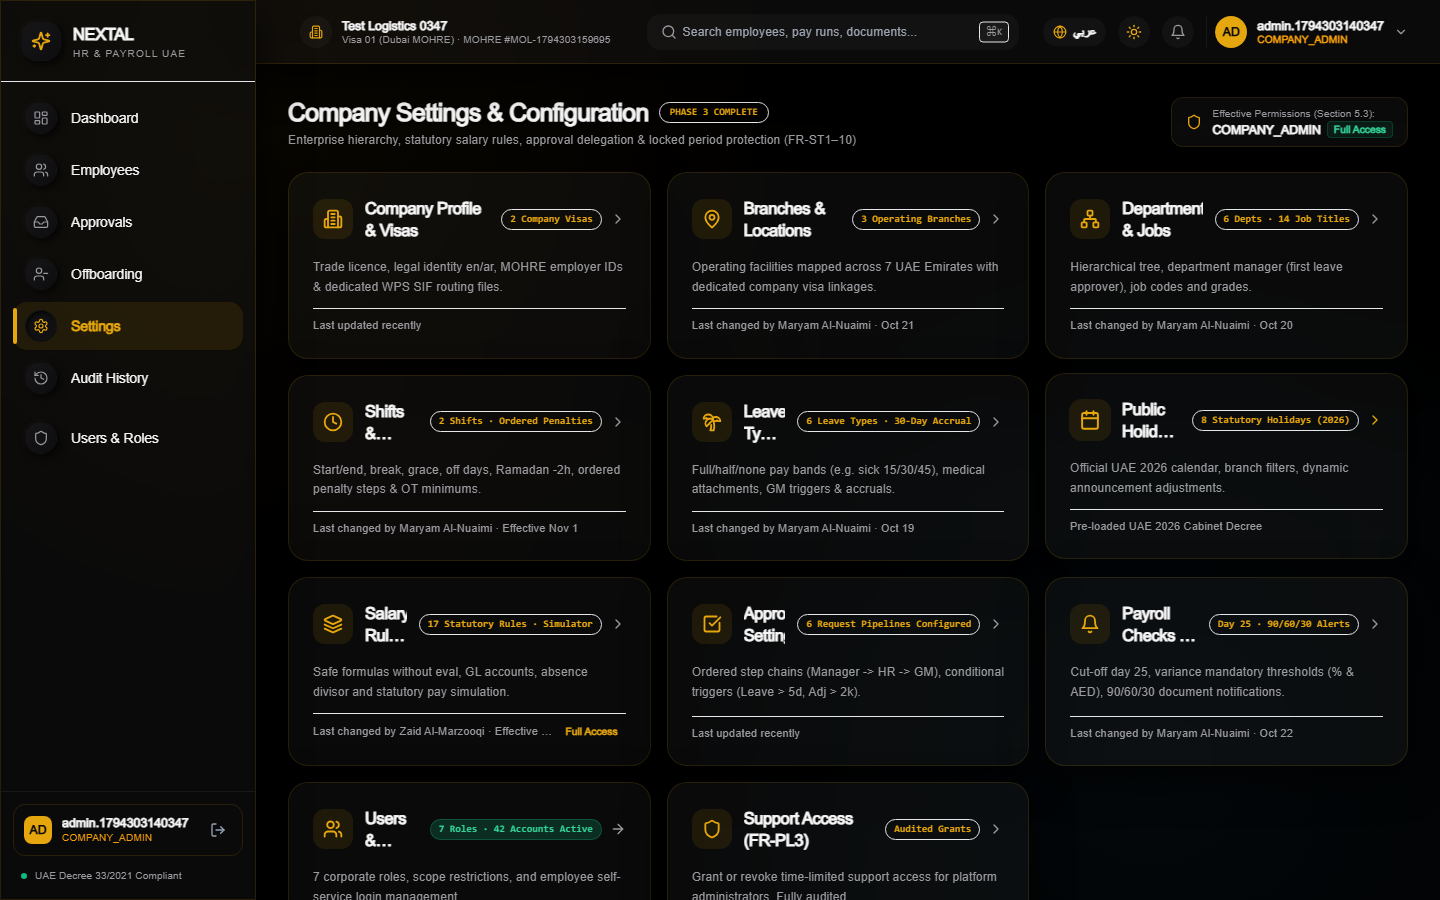 NEXTAL
HR & PAYROLL UAE
Dashboard
Employees
Approvals
Offboarding
Settings
Audit History
Users & Roles
AD
admin.1794303140347
COMPANY_ADMIN
UAE Decree 33/2021 Compliant
Test Logistics 0347
Visa 01 (Dubai MOHRE) · MOHRE #MOL-1794303159695
Search employees, pay runs, documents...
⌘K
عربي
AD
admin.1794303140347
COMPANY_ADMIN
Company Settings & Configuration
PHASE 3 COMPLETE
Enterprise hierarchy, statutory salary rules, approval delegation & locked period protection (FR-ST1–10)
Effective Permissions (Section 5.3):
COMPANY_ADMIN
Full Access
Company Profile
& Visas
2 Company Visas
Trade licence, legal identity en/ar, MOHRE employer IDs
& dedicated WPS SIF routing files.
Last updated recently
Branches &
Locations
3 Operating Branches
Operating facilities mapped across 7 UAE Emirates with
dedicated company visa linkages.
Last changed by Maryam Al-Nuaimi · Oct 21
Department
& Jobs
6 Depts · 14 Job Titles
Hierarchical tree, department manager (first leave
approver), job codes and grades.
Last changed by Maryam Al-Nuaimi · Oct 20
Shifts
&...
2 Shifts · Ordered Penalties
Start/end, break, grace, off days, Ramadan -2h, ordered
penalty steps & OT minimums.
Last changed by Maryam Al-Nuaimi · Effective Nov 1
Leave
Ty...
6 Leave Types · 30-Day Accrual
Full/half/none pay bands (e.g. sick 15/30/45), medical
attachments, GM triggers & accruals.
Last changed by Maryam Al-Nuaimi · Oct 19
Public
Holid...
8 Statutory Holidays (2026)
Official UAE 2026 calendar, branch filters, dynamic
announcement adjustments.
Pre-loaded UAE 2026 Cabinet Decree
Salary
Rul...
17 Statutory Rules · Simulator
Safe formulas without eval, GL accounts, absence
divisor and statutory pay simulation.
Last changed by Zaid Al-Marzooqi · Effective ...
Full Access
Appro
Setting
6 Request Pipelines Configured
Ordered step chains (Manager -> HR -> GM), conditional
triggers (Leave > 5d, Adj > 2k).
Last updated recently
Payroll
Checks ...
Day 25 · 90/60/30 Alerts
Cut-off day 25, variance mandatory thresholds (% &
AED), 90/60/30 document notifications.
Last changed by Maryam Al-Nuaimi · Oct 22
Users
&...
7 Roles · 42 Accounts Active
7 corporate roles, scope restrictions, and employee self-
service login management.
Support Access
(FR-PL3)
Audited Grants
Grant or revoke time-limited support access for platform
administrators. Fully audited.